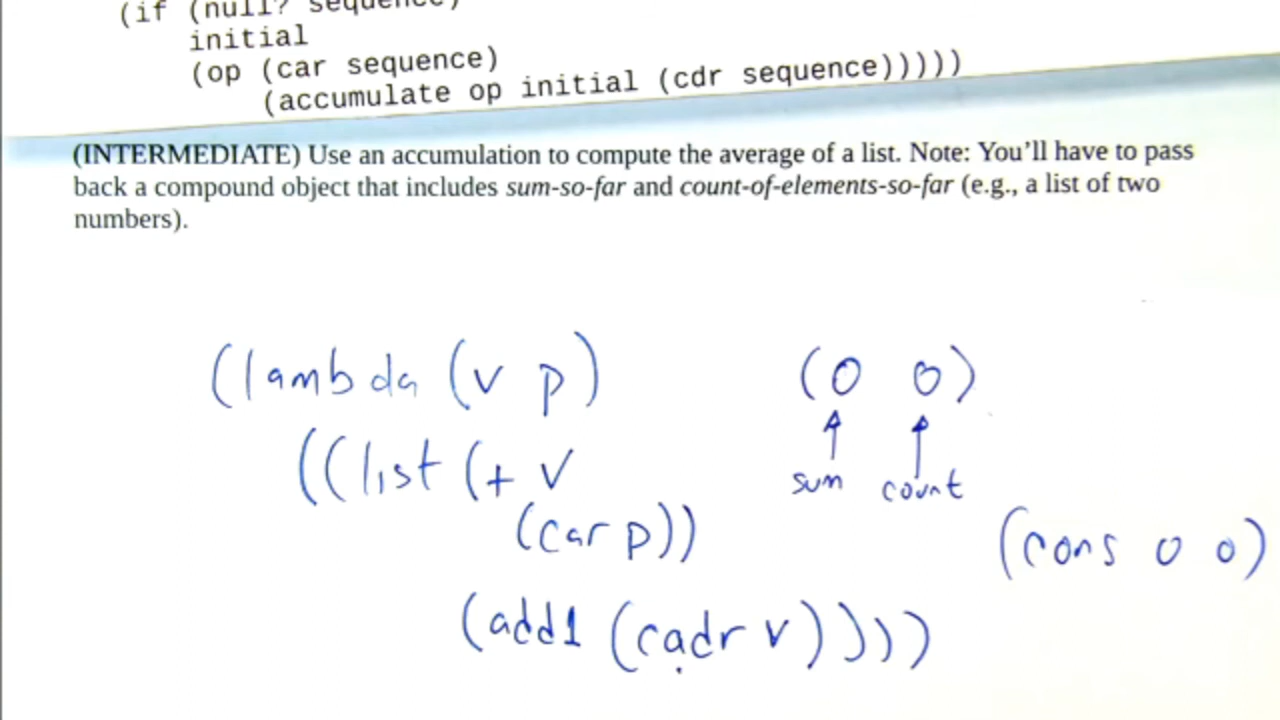 (if (null? sequence)
initial
(op (car sequence)
(accumulate op initial (cdr sequence)))))
(INTERMEDIATE) Use an accumulation to compute the average of a list. Note: You’ll have to pass
back a compound object that includes sum-so-far and count-of-elements-so-far (e.g., a list of two
numbers).
(lambda (v p)
((list (+ v
(car p))
(add1 (cadr v))))
(0 0)
sum count
(cons 0 0)